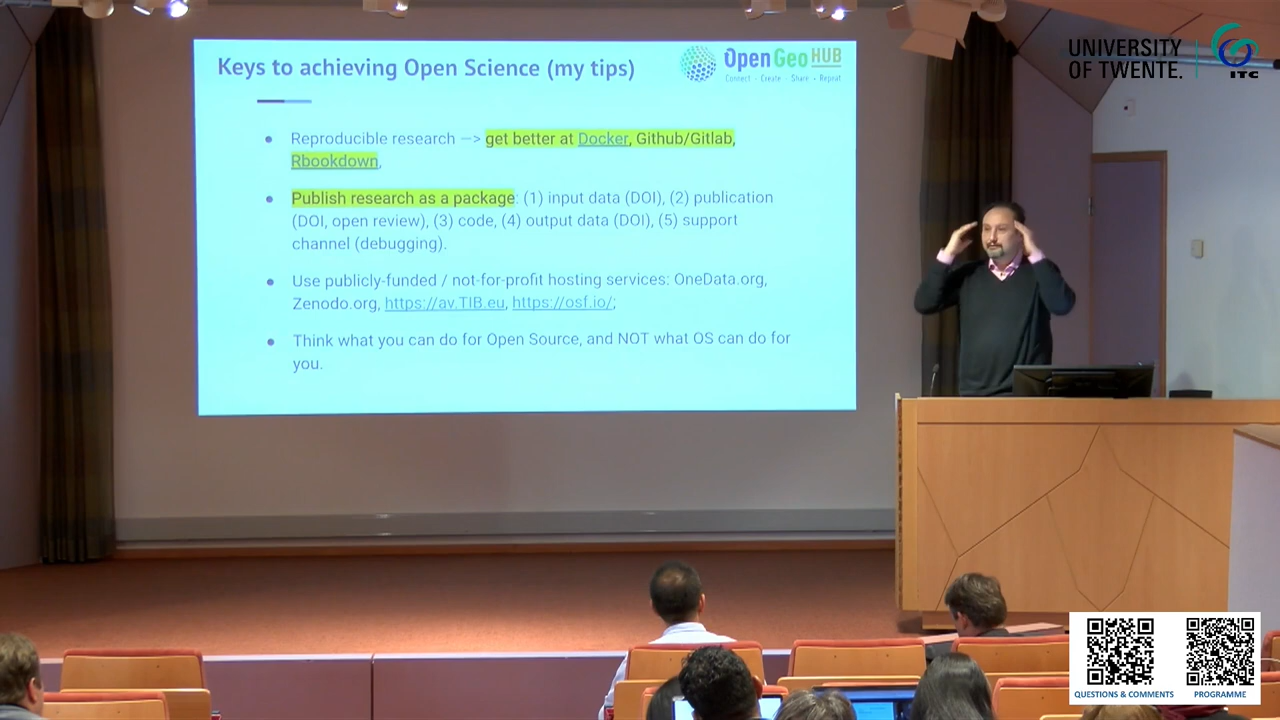 Keys to achieving Open Science (my tips)
OpenGeoHUB
Connect · Create · Share · Repeat
UNIVERSITY
OF TWENTE.
ITC
● Reproducible research —> get better at Docker, Github/Gitlab,
Rbookdown,
● Publish research as a package: (1) input data (DOI), (2) publication
(DOI, open review), (3) code, (4) output data (DOI), (5) support
channel (debugging).
● Use publicly-funded / not-for-profit hosting services: OneData.org,
Zenodo.org, https://av.TIB.eu, https://osf.io/;
● Think what you can do for Open Source, and NOT what OS can do for
you.
QUESTIONS & COMMENTS
PROGRAMME